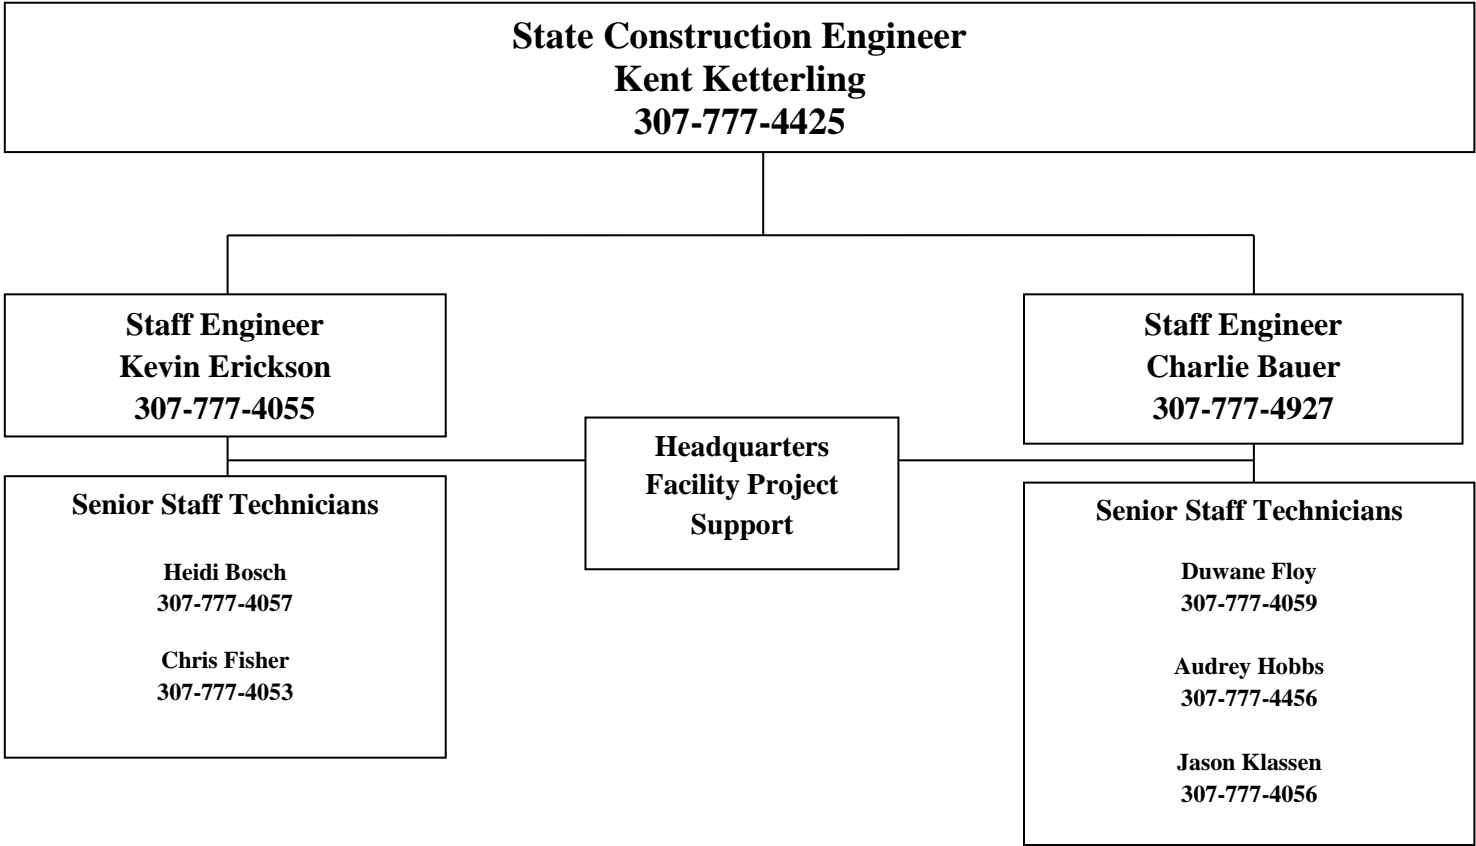 State Construction Engineer
Kent Ketterling
307-777-4425
Staff Engineer
Kevin Erickson
307-777-4055
Staff Engineer
Charlie Bauer
307-777-4927
Headquarters
Facility Project
Support
Senior Staff Technicians
Heidi Bosch
307-777-4057
Chris Fisher
307-777-4053
Senior Staff Technicians
Duwane Floy
307-777-4059
Audrey Hobbs
307-777-4456
Jason Klassen
307-777-4056